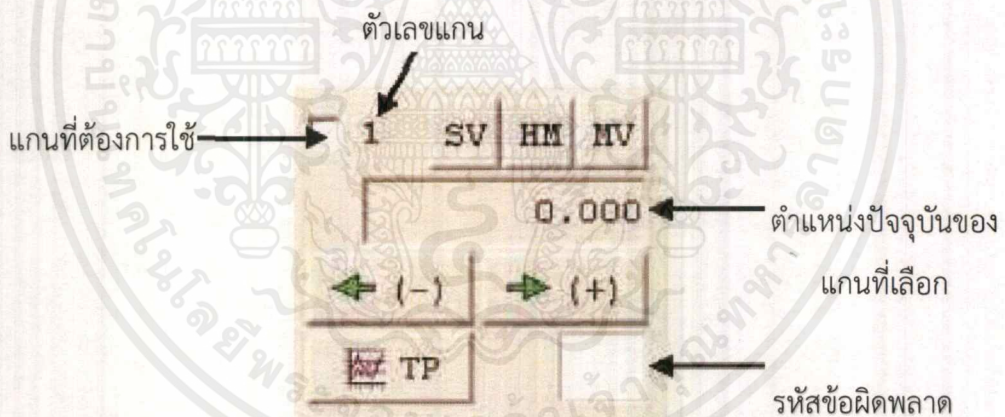 ตัวเลขแกน
แกนที่ต้องการใช้
1 SV HM MV
0.000
ตำแหน่งปัจจุบันของ
แกนที่เลือก
(-) (+)
TP
รหัสข้อผิดพลาด